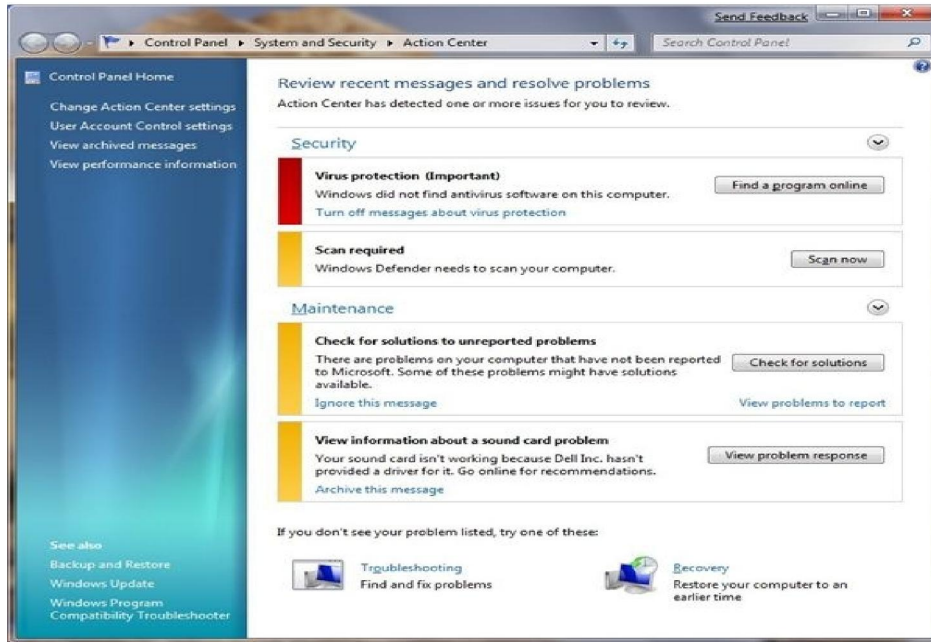 Send Feedback
Control Panel ▸ System and Security ▸ Action Center
Search Control Panel
Control Panel Home
Change Action Center settings
User Account Control settings
View archived messages
View performance information
Review recent messages and resolve problems
Action Center has detected one or more issues for you to review.
Security
Virus protection (Important)
Windows did not find antivirus software on this computer.
Find a program online
Turn off messages about virus protection
Scan required
Windows Defender needs to scan your computer.
Scan now
Maintenance
Check for solutions to unreported problems
There are problems on your computer that have not been reported
to Microsoft. Some of these problems might have solutions
available.
Check for solutions
Ignore this message
View problems to report
View information about a sound card problem
Your sound card isn't working because Dell Inc. hasn't
provided a driver for it. Go online for recommendations.
View problem response
Archive this message
If you don't see your problem listed, try one of these:
Troubleshooting
Find and fix problems
Recovery
Restore your computer to an
earlier time
See also
Backup and Restore
Windows Update
Windows Program
Compatibility Troubleshooter